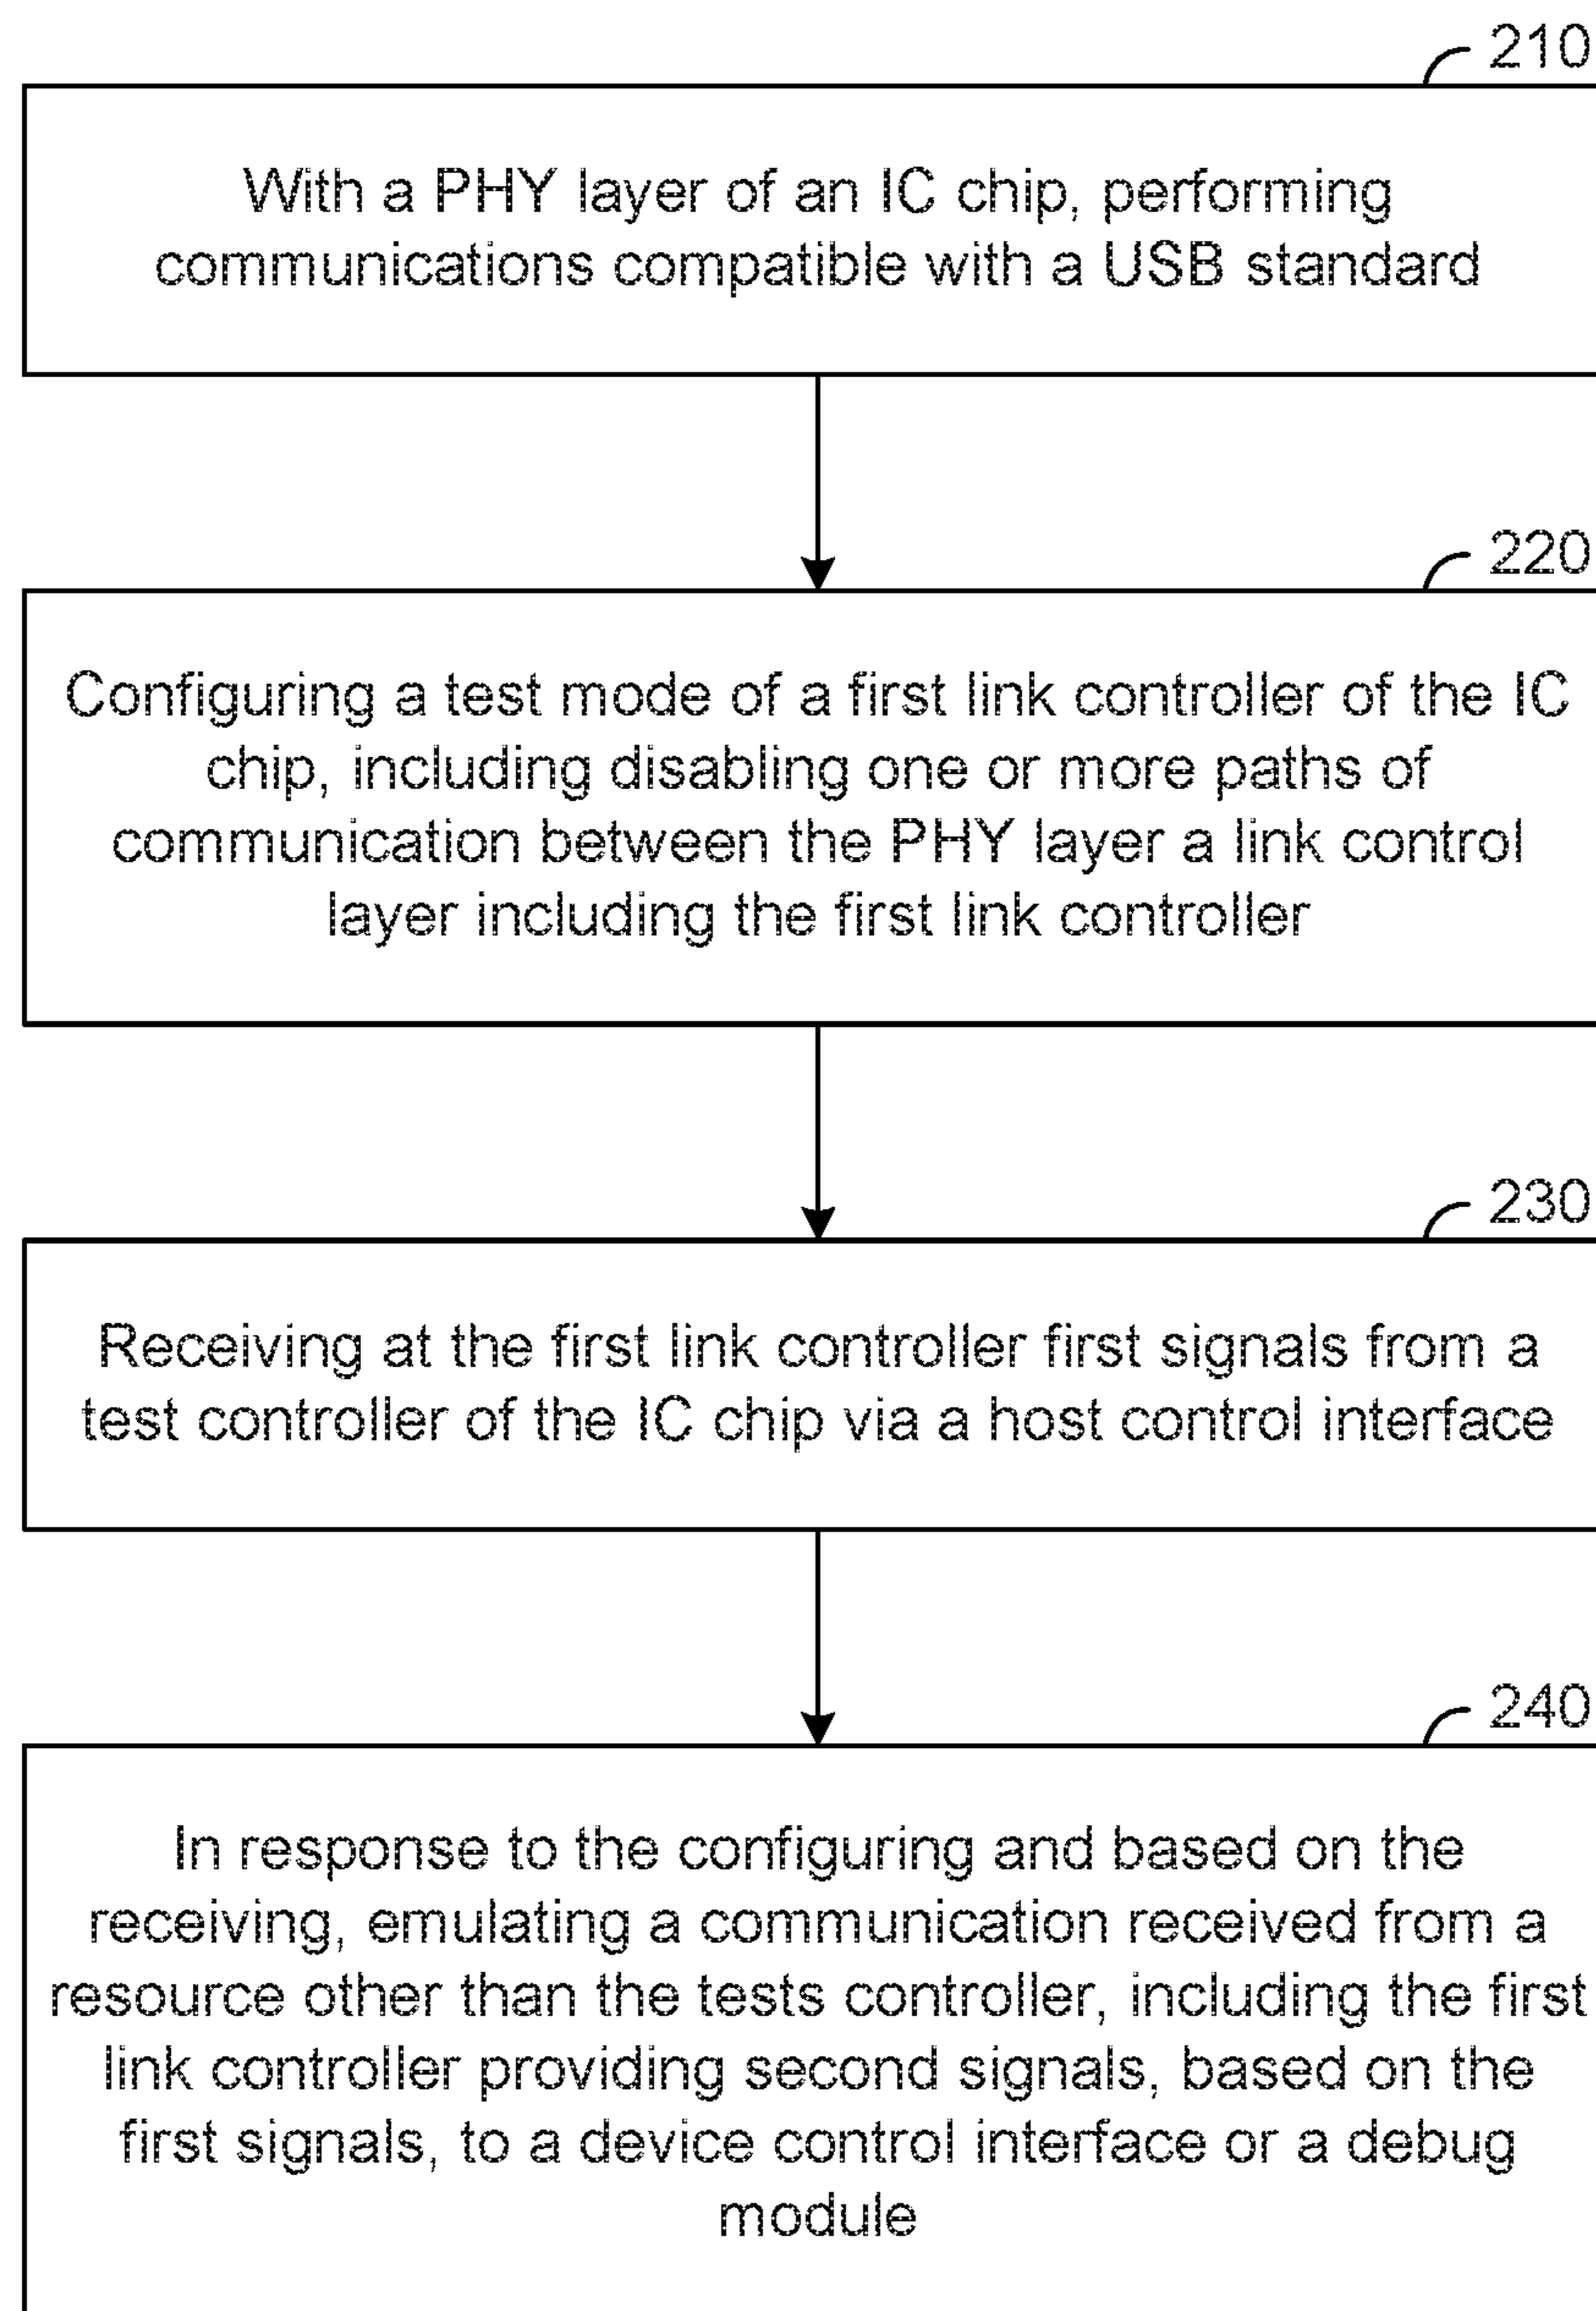 210
With a PHY layer of an IC chip, performing
communications compatible with a USB standard
220
Configuring a test mode of a first link controller of the IC
chip, including disabling one or more paths of
communication between the PHY layer a link control
layer including the first link controller
230
Receiving at the first link controller first signals from a
test controller of the IC chip via a host control interface
240
In response to the configuring and based on the
receiving, emulating a communication received from a
resource other than the tests controller, including the first
link controller providing second signals, based on the
first signals, to a device control interface or a debug
module